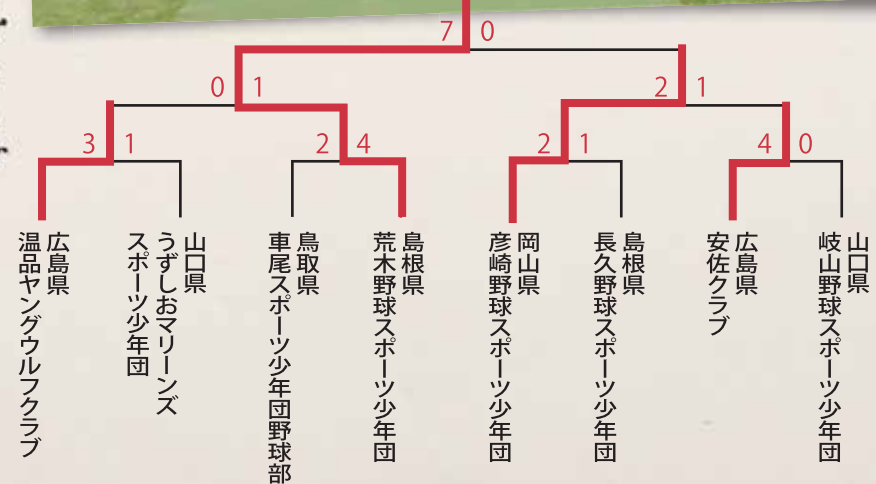 7 0
0 1
2 1
3 1
2 4
2 1
4 0
広島県
温品ヤングウルフクラブ
山口県
うずしおマリーンズ
スポーツ少年団
鳥取県
車尾スポーツ少年団野球部
島根県
荒木野球スポーツ少年団
岡山県
彦崎野球スポーツ少年団
島根県
長久野球スポーツ少年団
広島県
安佐クラブ
山口県
岐山野球スポーツ少年団